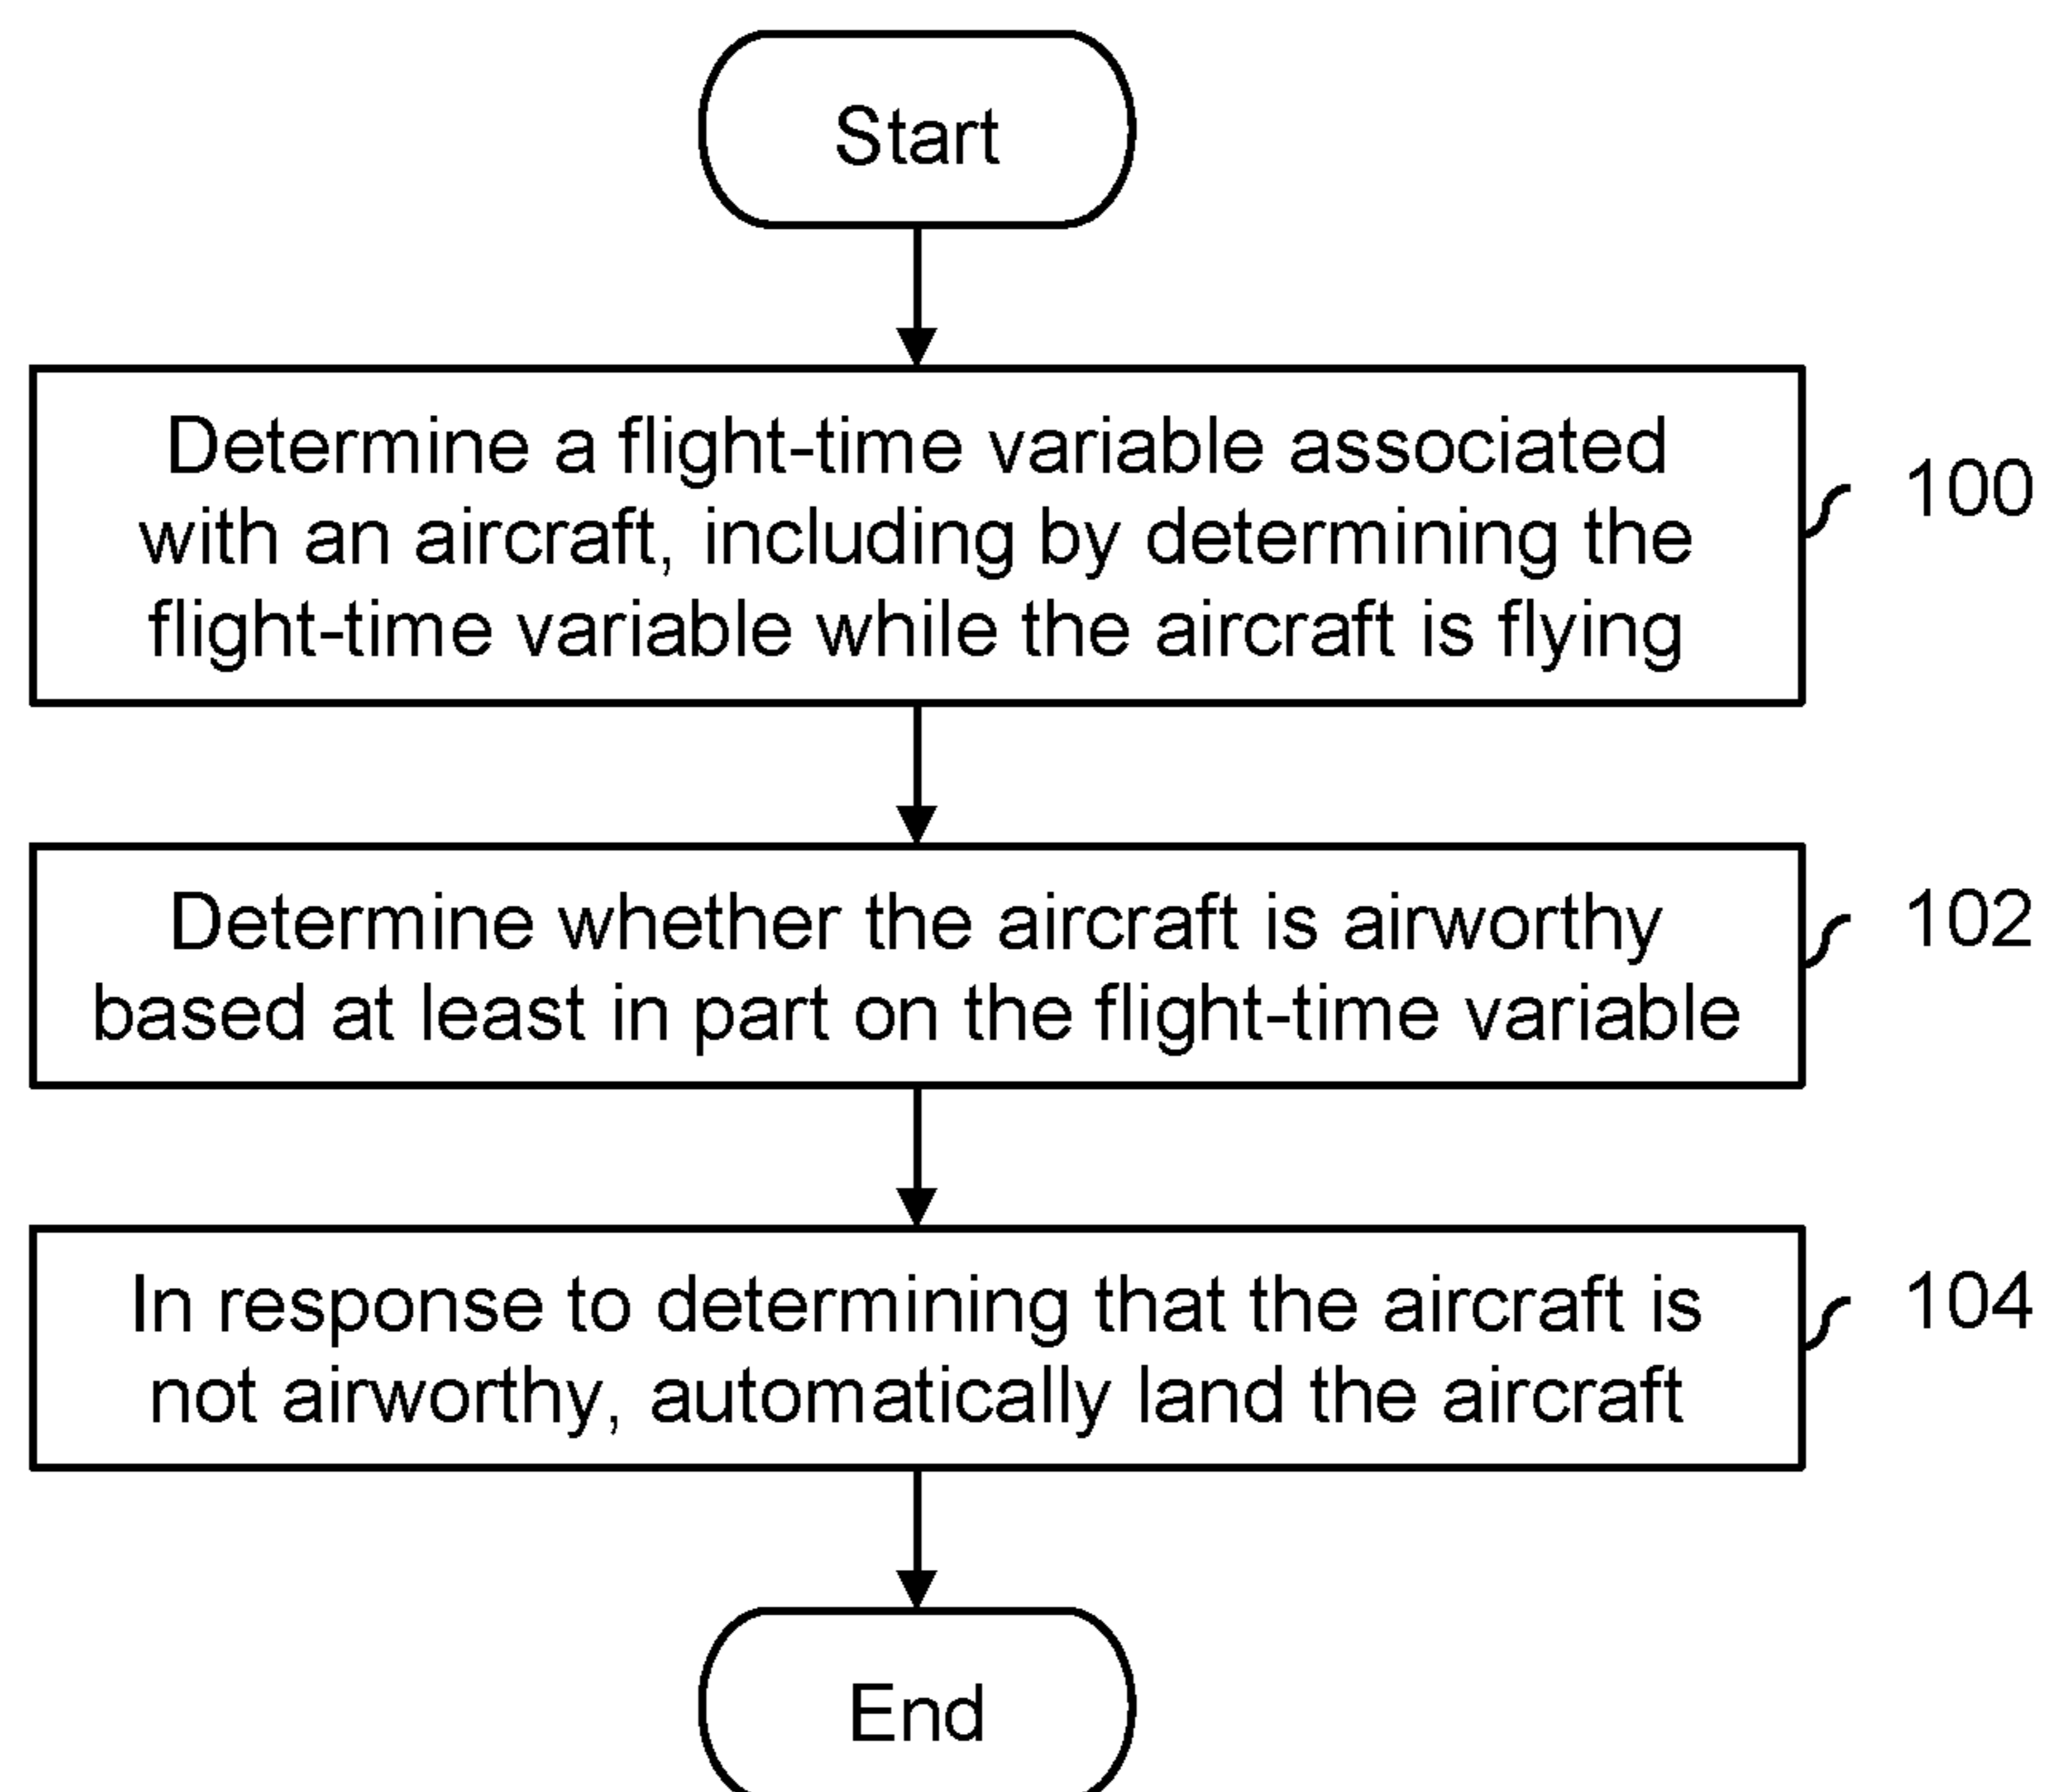 Start
Determine a flight-time variable associated
with an aircraft, including by determining the
flight-time variable while the aircraft is flying
100
Determine whether the aircraft is airworthy
based at least in part on the flight-time variable
102
In response to determining that the aircraft is
not airworthy, automatically land the aircraft
104
End